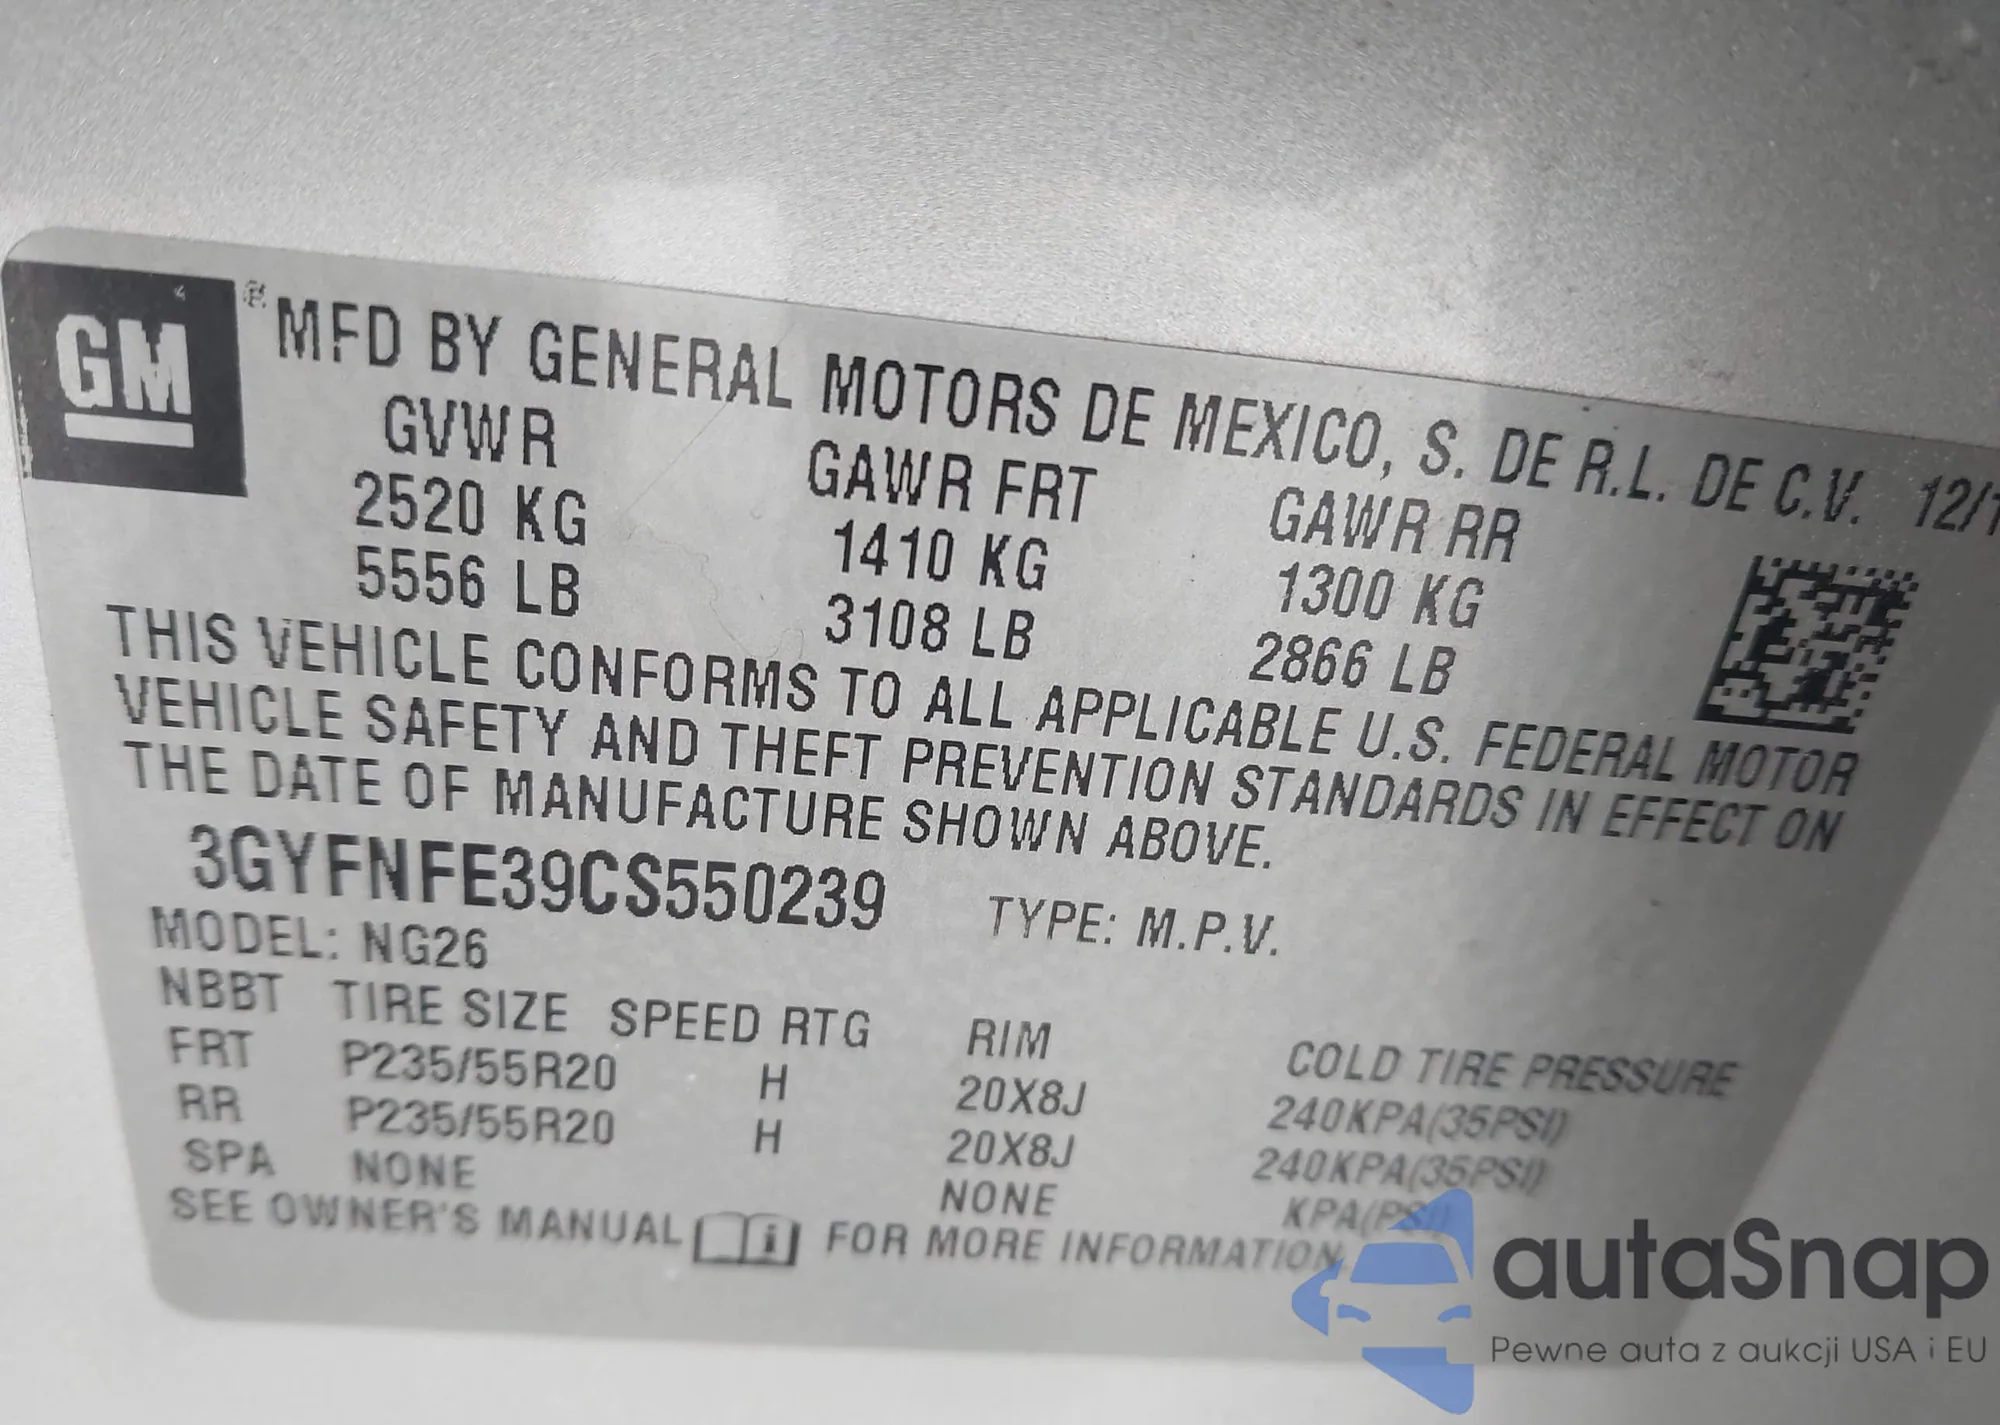 GM ® MFD BY GENERAL MOTORS DE MEXICO, S. DE R.L. DE C.V. 12/1
GVWR GAWR FRT GAWR RR
2520 KG 1410 KG 1300 KG
5556 LB 3108 LB 2866 LB
THIS VEHICLE CONFORMS TO ALL APPLICABLE U.S. FEDERAL MOTOR
VEHICLE SAFETY AND THEFT PREVENTION STANDARDS IN EFFECT ON
THE DATE OF MANUFACTURE SHOWN ABOVE.
3GYFNFE39CS550239 TYPE: M.P.V.
MODEL: NG26
NBBT TIRE SIZE SPEED RTG RIM COLD TIRE PRESSURE
FRT P235/55R20 H 20X8J 240KPA(35PSI)
RR P235/55R20 H 20X8J 240KPA(35PSI)
SPA NONE NONE KPA(PSI)
SEE OWNER'S MANUAL i FOR MORE INFORMATION.
autaSnap
Pewne auta z aukcji USA i EU